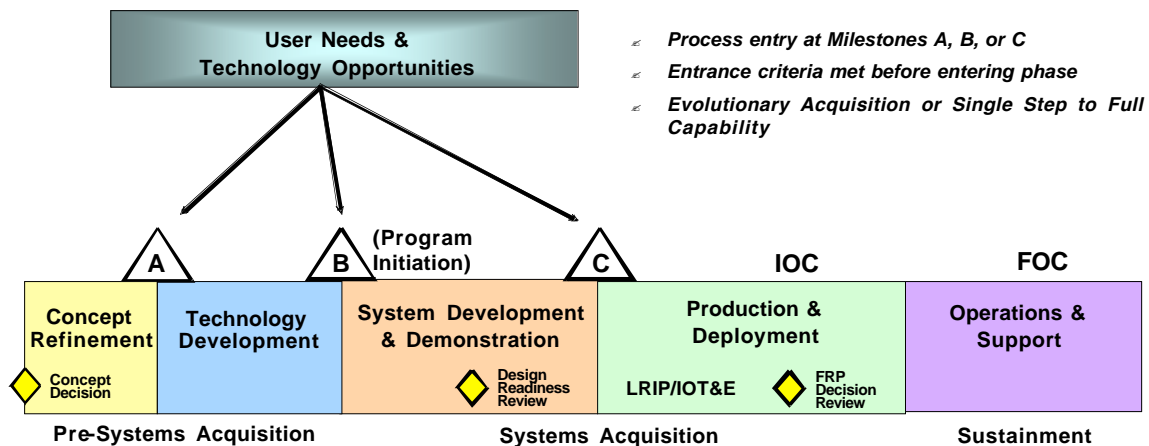 User Needs &
Technology Opportunities
Process entry at Milestones A, B, or C
Entrance criteria met before entering phase
Evolutionary Acquisition or Single Step to Full
Capability
A
B
(Program
Initiation)
C
IOC
FOC
Concept
Refinement
Technology
Development
System Development
& Demonstration
Production &
Deployment
Operations &
Support
Concept
Decision
Design
Readiness
Review
LRIP/IOT&E
FRP
Decision
Review
Pre-Systems Acquisition
Systems Acquisition
Sustainment